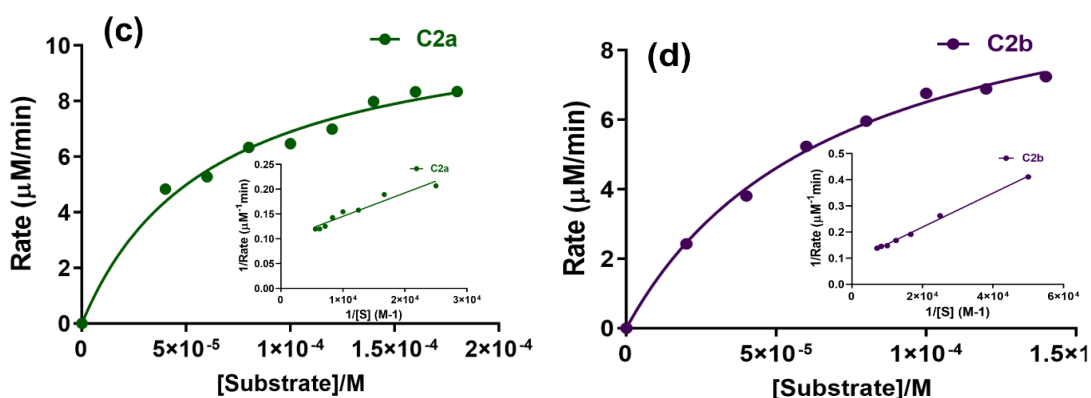 (c)
C2a
Rate (μM/min)
10
8
6
4
2
0
0
5×10⁻⁵
1×10⁻⁴
1.5×10⁻⁴
2×10⁻⁴
[Substrate]/M
C2a
1/Rate (μM⁻¹min)
0.25
0.20
0.15
0.10
0.05
0.00
0
1×10⁴
2×10⁴
3×10⁴
1/[S] (M-1)
(d)
C2b
Rate (μM/min)
8
6
4
2
0
0
5×10⁻⁵
1×10⁻⁴
1.5×1
[Substrate]/M
C2b
1/Rate (μM⁻¹min)
0.5
0.4
0.3
0.2
0.1
0.0
0
2×10⁴
4×10⁴
6×10⁴
1/[S] (M-1)